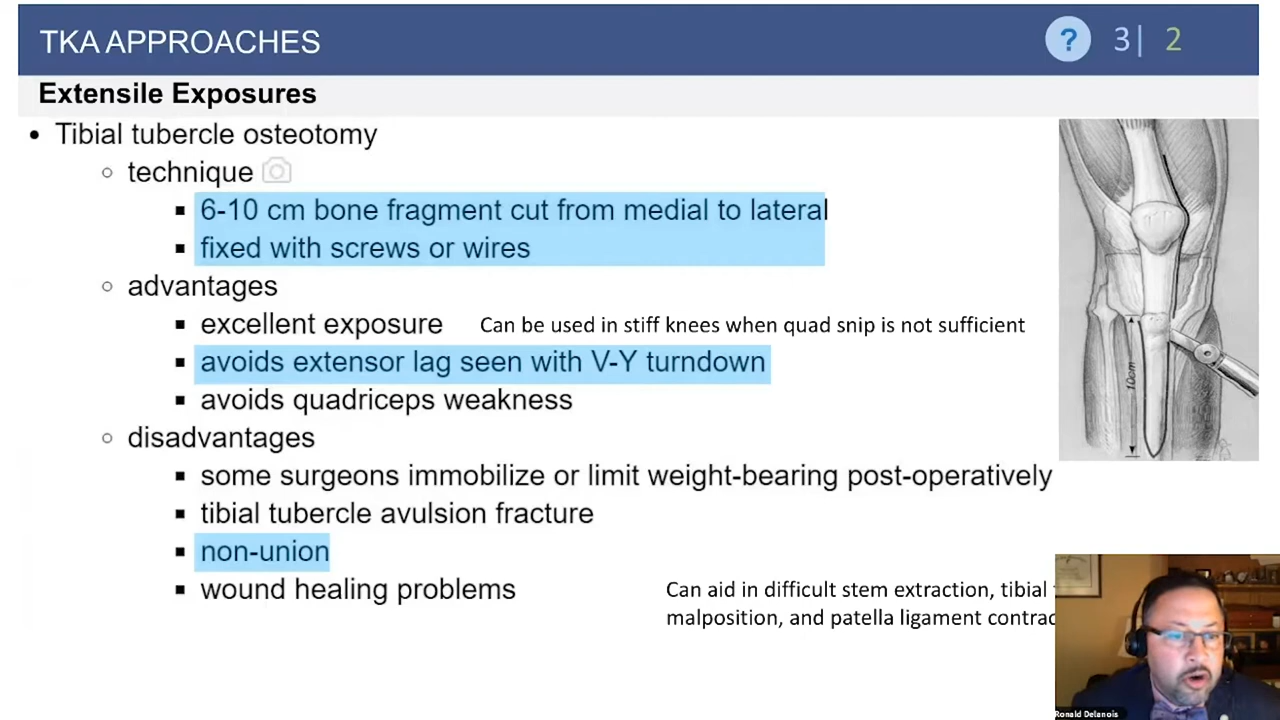 TKA APPROACHES
? 3| 2
Extensile Exposures
• Tibial tubercle osteotomy
○ technique
▪ 6-10 cm bone fragment cut from medial to lateral
▪ fixed with screws or wires
○ advantages
▪ excellent exposure Can be used in stiff knees when quad snip is not sufficient
▪ avoids extensor lag seen with V-Y turndown
▪ avoids quadriceps weakness
10cm
○ disadvantages
▪ some surgeons immobilize or limit weight-bearing post-operatively
▪ tibial tubercle avulsion fracture
▪ non-union
▪ wound healing problems
Can aid in difficult stem extraction, tibial
malposition, and patella ligament contrac
Ronald Delanois